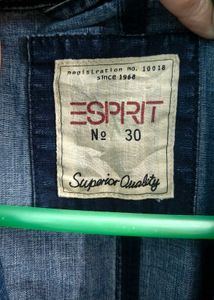 registration no. 10018
since 1968
ESPRIT
№ 30
Superior Quality